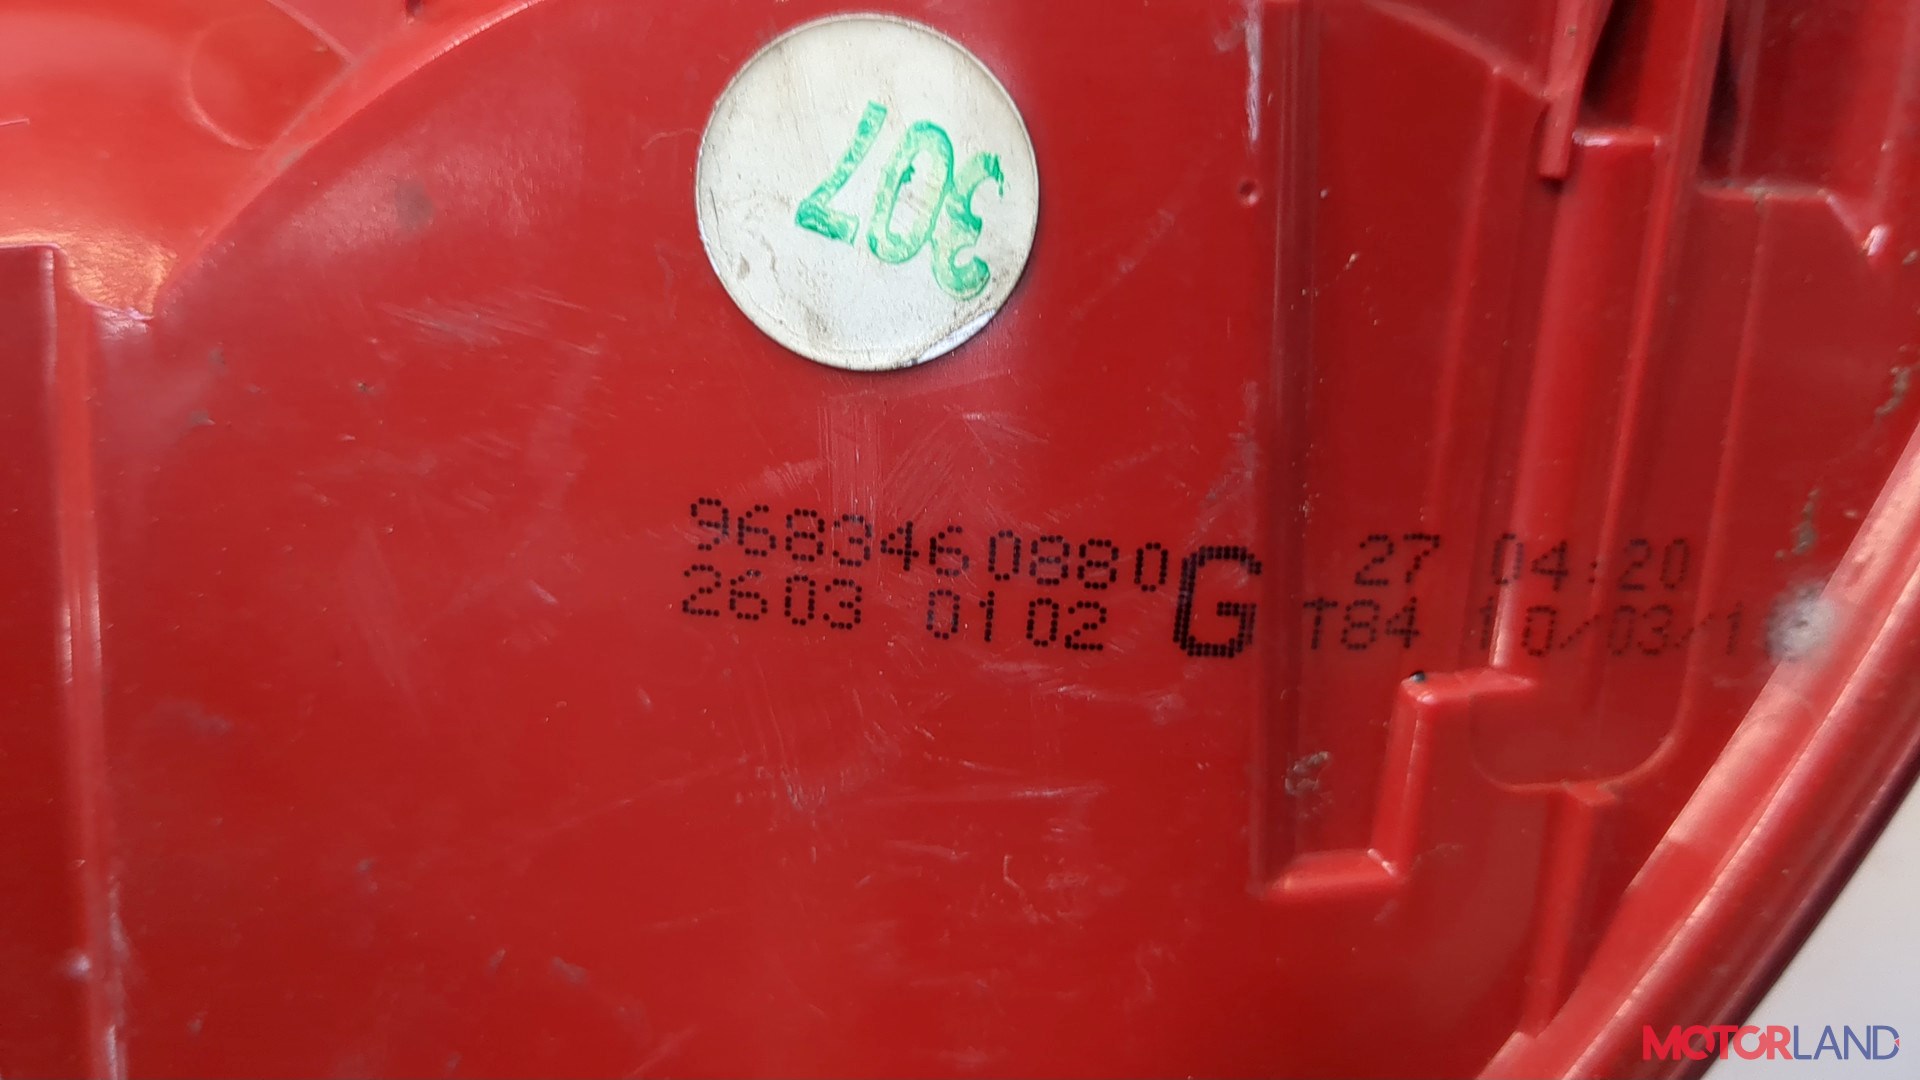 307
9683460880 G 27 04:20
2603 0102 T84 10/03/1
MOTORLAND